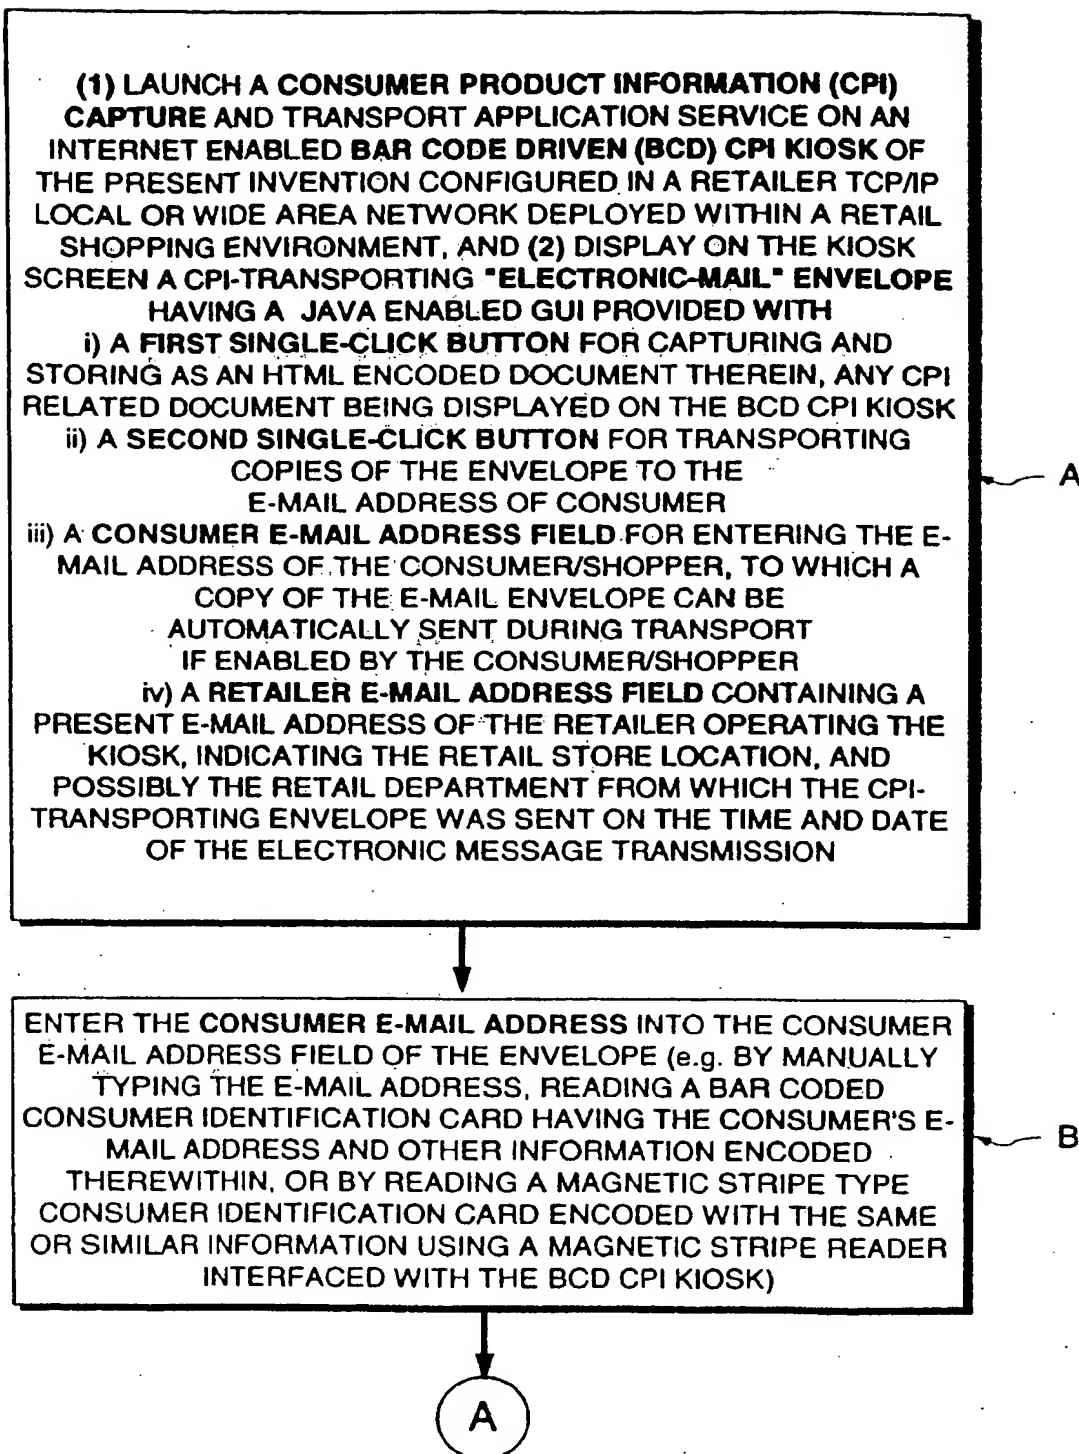 (1) LAUNCH A CONSUMER PRODUCT INFORMATION (CPI)
CAPTURE AND TRANSPORT APPLICATION SERVICE ON AN
INTERNET ENABLED BAR CODE DRIVEN (BCD) CPI KIOSK OF
THE PRESENT INVENTION CONFIGURED IN A RETAILER TCP/IP
LOCAL OR WIDE AREA NETWORK DEPLOYED WITHIN A RETAIL
SHOPPING ENVIRONMENT, AND (2) DISPLAY ON THE KIOSK
SCREEN A CPI-TRANSPORTING "ELECTRONIC-MAIL" ENVELOPE
HAVING A JAVA ENABLED GUI PROVIDED WITH
i) A FIRST SINGLE-CLICK BUTTON FOR CAPTURING AND
STORING AS AN HTML ENCODED DOCUMENT THEREIN, ANY CPI
RELATED DOCUMENT BEING DISPLAYED ON THE BCD CPI KIOSK
ii) A SECOND SINGLE-CLICK BUTTON FOR TRANSPORTING
COPIES OF THE ENVELOPE TO THE
E-MAIL ADDRESS OF CONSUMER
iii) A CONSUMER E-MAIL ADDRESS FIELD FOR ENTERING THE E-
MAIL ADDRESS OF THE CONSUMER/SHOPPER, TO WHICH A
COPY OF THE E-MAIL ENVELOPE CAN BE
AUTOMATICALLY SENT DURING TRANSPORT
IF ENABLED BY THE CONSUMER/SHOPPER
iv) A RETAILER E-MAIL ADDRESS FIELD CONTAINING A
PRESENT E-MAIL ADDRESS OF THE RETAILER OPERATING THE
KIOSK, INDICATING THE RETAIL STORE LOCATION, AND
POSSIBLY THE RETAIL DEPARTMENT FROM WHICH THE CPI-
TRANSPORTING ENVELOPE WAS SENT ON THE TIME AND DATE
OF THE ELECTRONIC MESSAGE TRANSMISSION
A
ENTER THE CONSUMER E-MAIL ADDRESS INTO THE CONSUMER
E-MAIL ADDRESS FIELD OF THE ENVELOPE (e.g. BY MANUALLY
TYPING THE E-MAIL ADDRESS, READING A BAR CODED
CONSUMER IDENTIFICATION CARD HAVING THE CONSUMER'S E-
MAIL ADDRESS AND OTHER INFORMATION ENCODED
THEREWITHIN, OR BY READING A MAGNETIC STRIPE TYPE
CONSUMER IDENTIFICATION CARD ENCODED WITH THE SAME
OR SIMILAR INFORMATION USING A MAGNETIC STRIPE READER
INTERFACED WITH THE BCD CPI KIOSK)
B
A